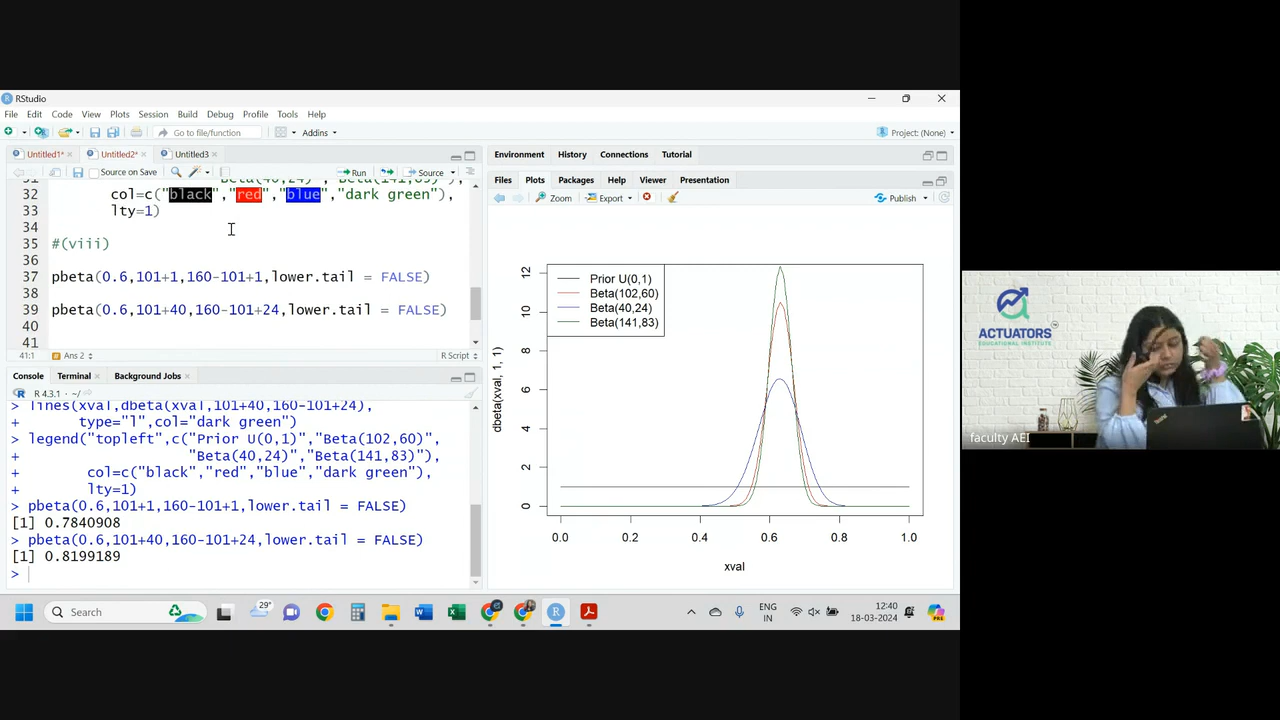 RStudio
File Edit Code View Plots Session Build Debug Profile Tools Help
Go to file/function
Addins
Project: (None)
Untitled1*
Untitled2*
Untitled3
Source on Save
Run
Source
32 col=c("black","red","blue","dark green"),
33 lty=1)
34
35 #(viii)
36
37 pbeta(0.6,101+1,160-101+1,lower.tail = FALSE)
38
39 pbeta(0.6,101+40,160-101+24,lower.tail = FALSE)
40
41
41:1 Ans 2 R Script
Console Terminal Background Jobs
R 4.3.1 · ~/
> lines(xval,dbeta(xval,101+40,160-101+24),
+ type="l",col="dark green")
> legend("topleft",c("Prior U(0,1)","Beta(102,60)",
+ "Beta(40,24)","Beta(141,83)"),
+ col=c("black","red","blue","dark green"),
+ lty=1)
> pbeta(0.6,101+1,160-101+1,lower.tail = FALSE)
[1] 0.7840908
> pbeta(0.6,101+40,160-101+24,lower.tail = FALSE)
[1] 0.8199189
>
Environment History Connections Tutorial
Files Plots Packages Help Viewer Presentation
Zoom Export Publish
Prior U(0,1)
Beta(102,60)
Beta(40,24)
Beta(141,83)
dbeta(xval, 1, 1)
12
10
8
6
4
2
0
0.0 0.2 0.4 0.6 0.8 1.0
xval
Search
29°
ENG
IN
12:40
18-03-2024
ACTUATORS
EDUCATIONAL INSTITUTE
faculty AEI